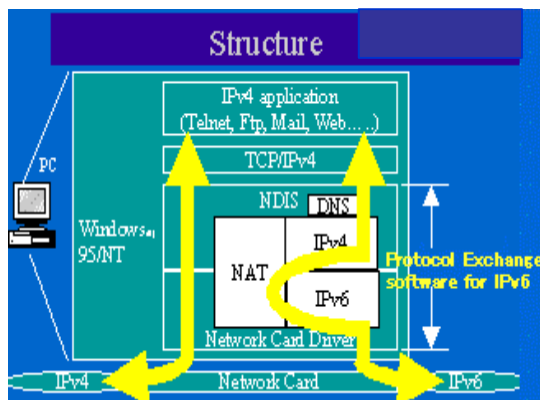 Structure
IPv4 application
(Telnet, Ftp, Mail, Web.....)
PC
TCP/IPv4
NDIS
DNS
Windows
95/NT
IPv4
NAT
Protocol Exchange
software for IPv6
IPv6
Network Card Driver
IPv4
Network Card
IPv6